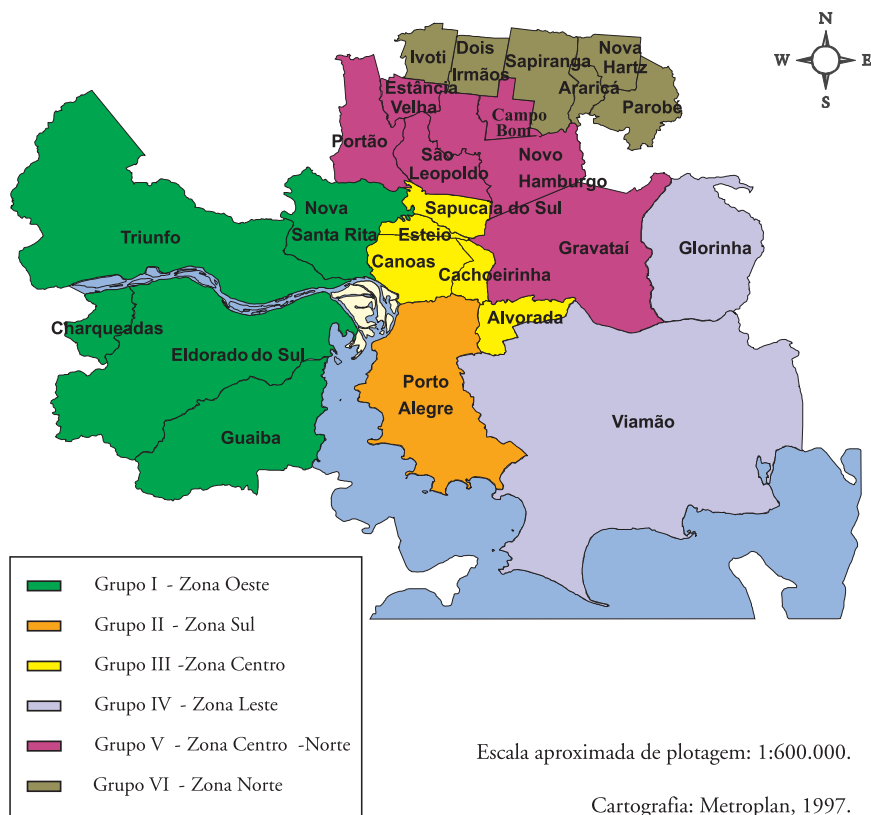 N
W E
S
Ivoti
Dois
Irmãos
Sapiranga
Nova
Hartz
Araricá
Parobé
Estância
Velha
Campo
Bom
Portão
São
Leopoldo
Novo
Hamburgo
Nova
Santa Rita
Sapucaia do Sul
Triunfo
Esteio
Canoas
Cachoeirinha
Gravataí
Glorinha
Charqueadas
Alvorada
Eldorado do Sul
Porto
Alegre
Viamão
Guaiba
Grupo I - Zona Oeste
Grupo II - Zona Sul
Grupo III -Zona Centro
Grupo IV - Zona Leste
Grupo V - Zona Centro -Norte
Grupo VI - Zona Norte
Escala aproximada de plotagem: 1:600.000.
Cartografia: Metroplan, 1997.